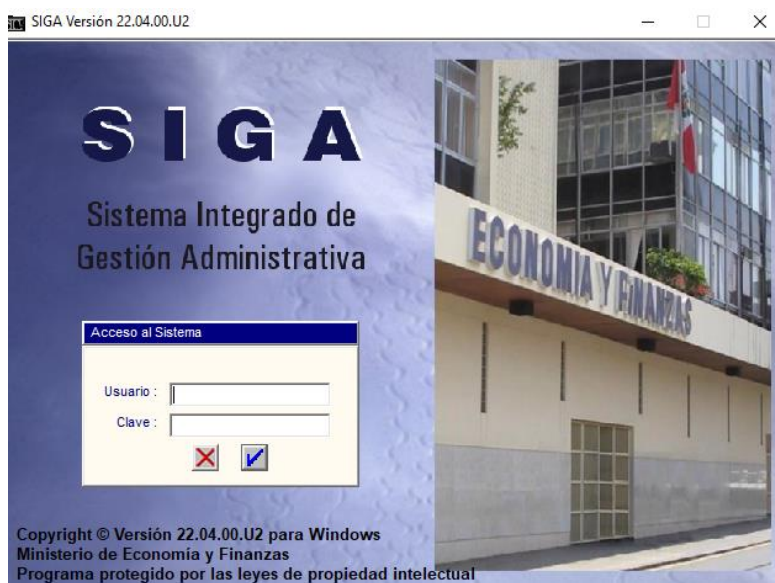 SIGA Versión 22.04.00.U2
SIGA
Sistema Integrado de
Gestión Administrativa
ECONOMIA Y FINANZAS
Acceso al Sistema
Usuario :
Clave :
Copyright © Versión 22.04.00.U2 para Windows
Ministerio de Economía y Finanzas
Programa protegido por las leyes de propiedad intelectual